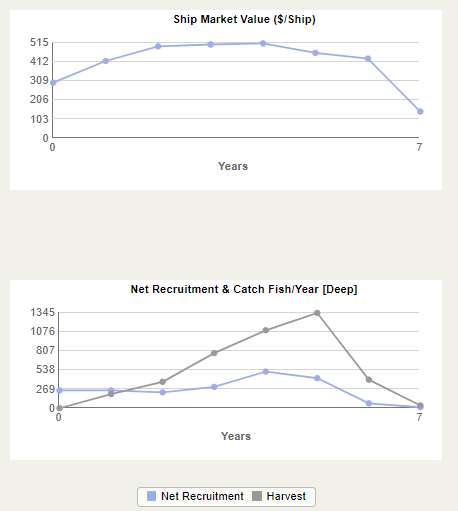 Ship Market Value ($/Ship)
515
412
309
206
103
0
0 7
Years
Net Recruitment & Catch Fish/Year [Deep]
1345
1076
807
538
269
0
0 7
Years
Net Recruitment Harvest